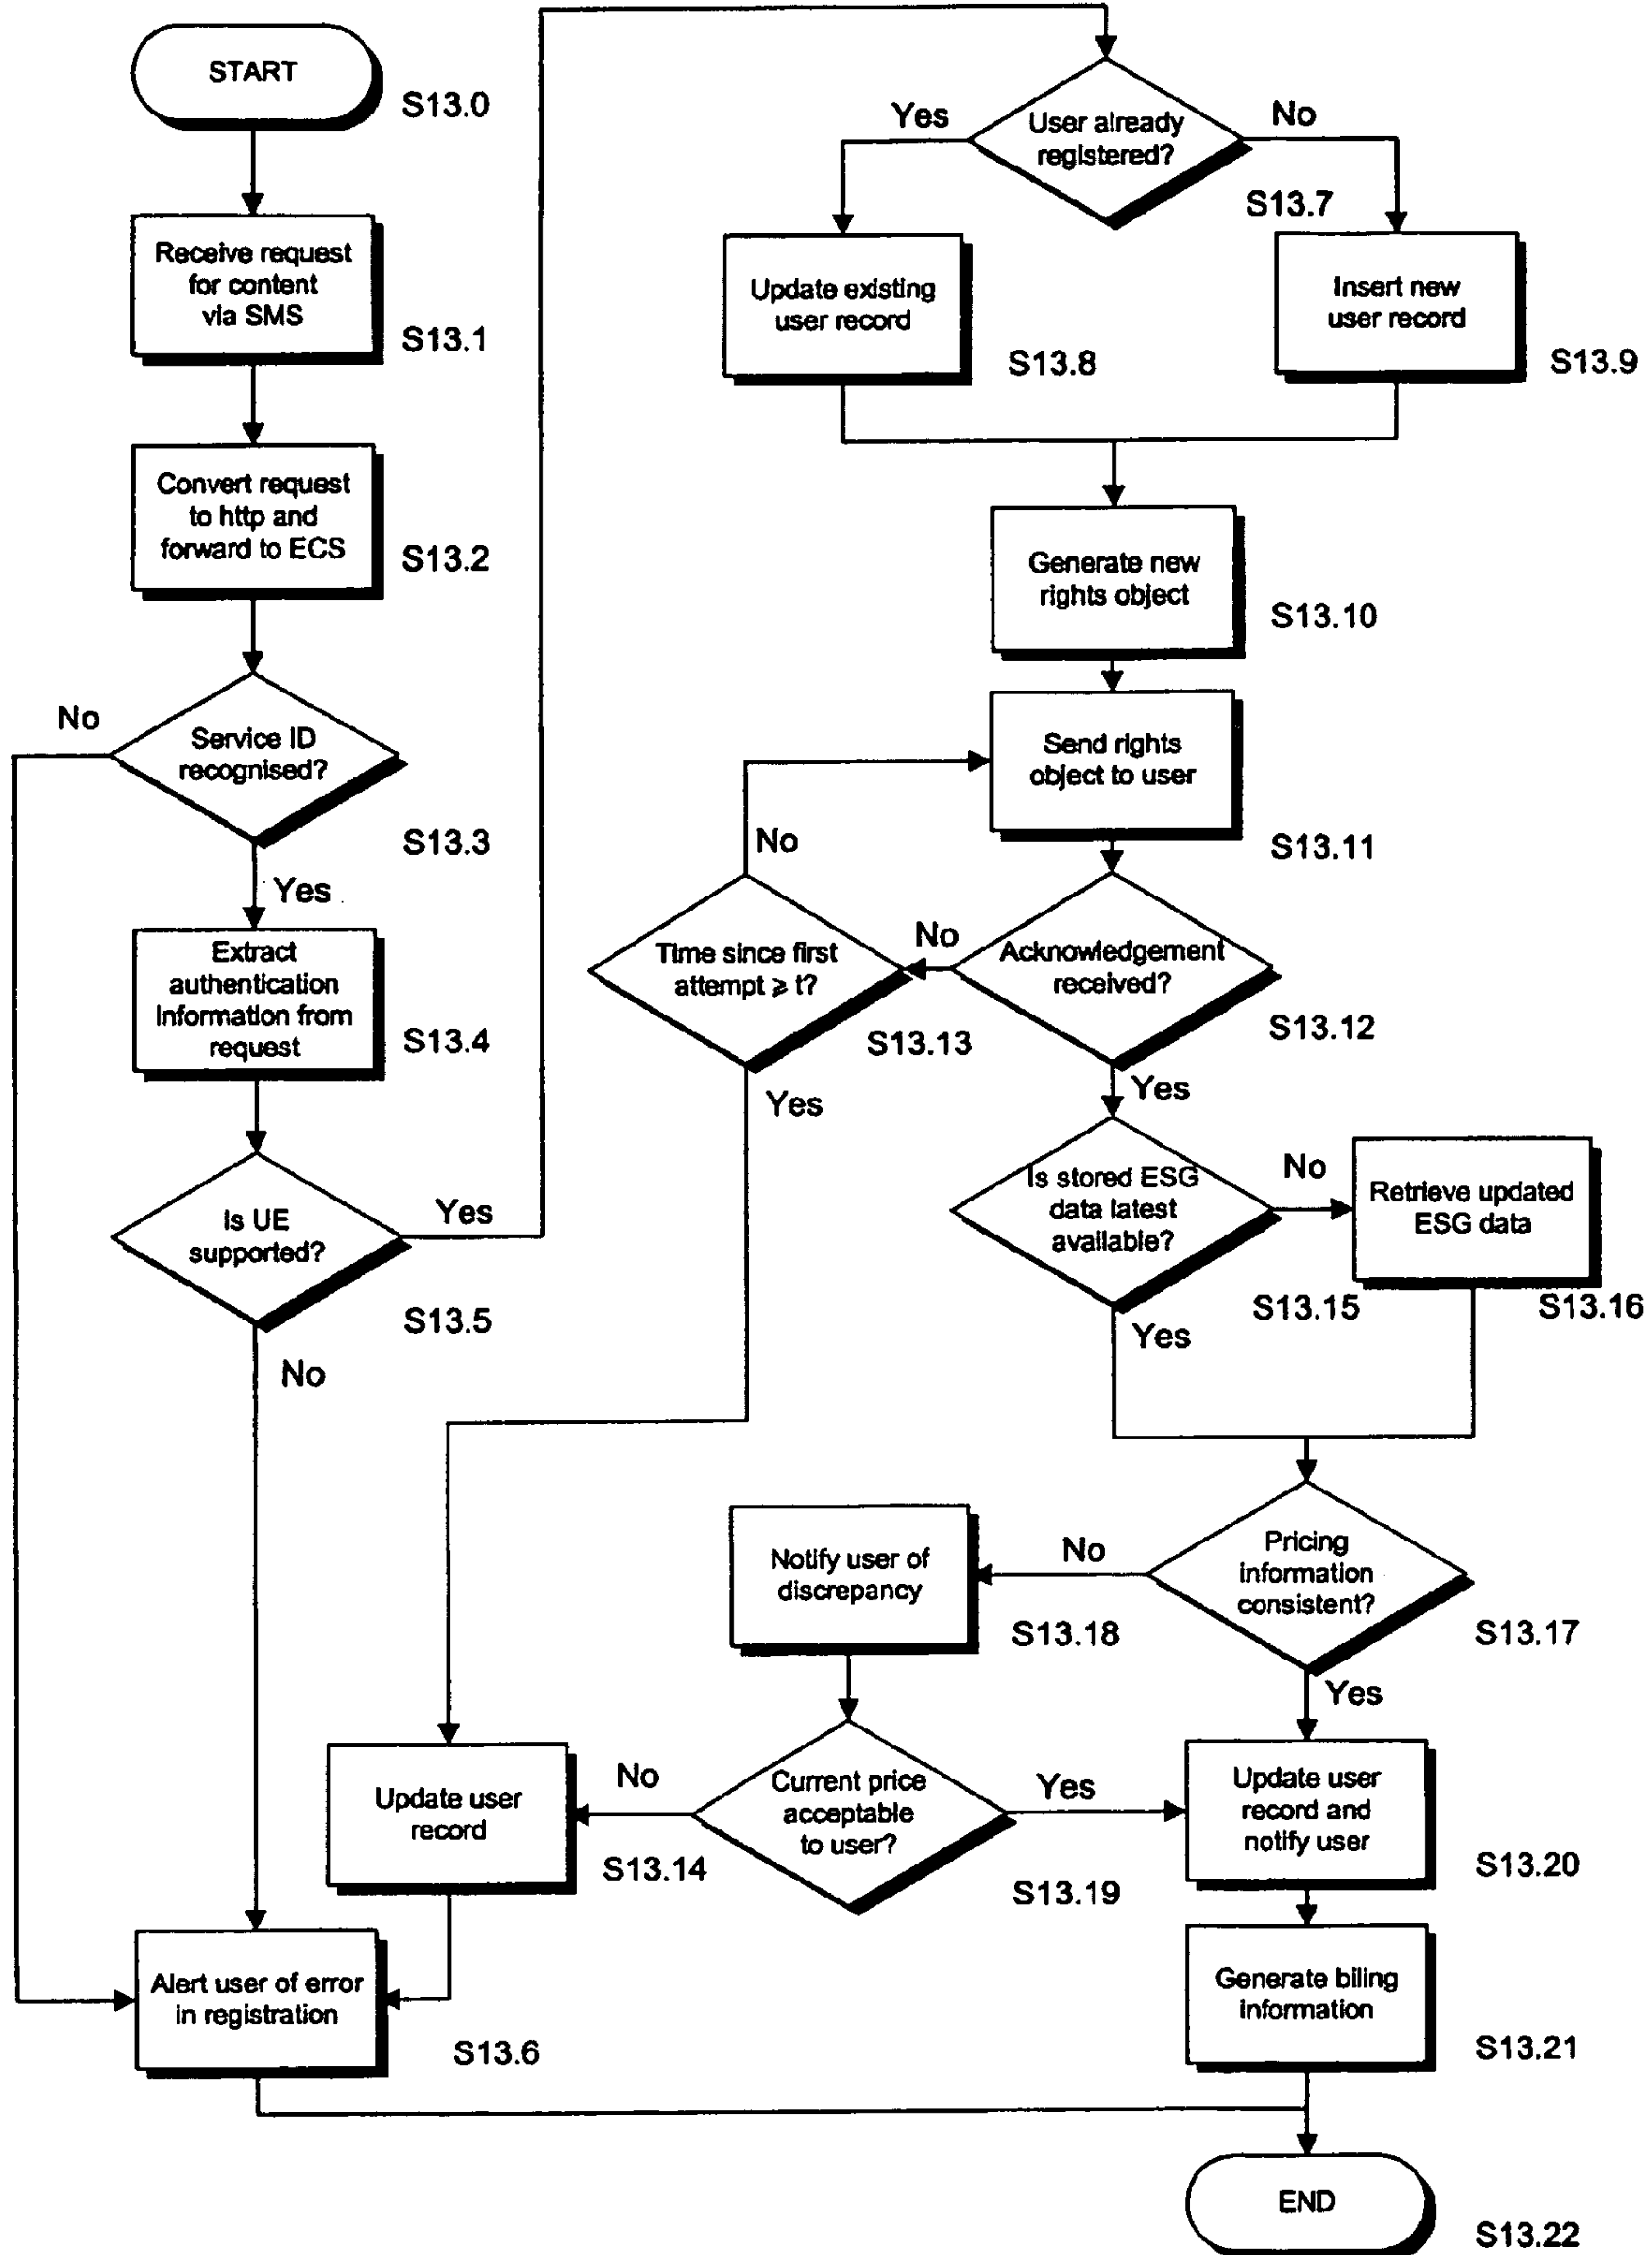 START
S13.0
Receive request
for content
via SMS
S13.1
Convert request
to http and
forward to ECS
S13.2
No
Service ID
recognised?
S13.3
Yes
Extract
authentication
Information from
request
S13.4
Is UE
supported?
Yes
S13.5
No
Alert user of error
in registration
S13.6
User already
registered?
Yes
No
S13.7
Update existing
user record
S13.8
Insert new
user record
S13.9
Generate new
rights object
S13.10
Send rights
object to user
S13.11
No
Time since first
attempt ⩾ t?
S13.13
Yes
No
Acknowledgement
received?
S13.12
Yes
Is stored ESG
data latest
available?
No
S13.15
Yes
Retrieve updated
ESG data
S13.16
Pricing
information
consistent?
No
S13.17
Yes
Notify user of
discrepancy
S13.18
Update user
record
S13.14
No
Current price
acceptable
to user?
Yes
S13.19
Update user
record and
notify user
S13.20
Generate biling
information
S13.21
END
S13.22